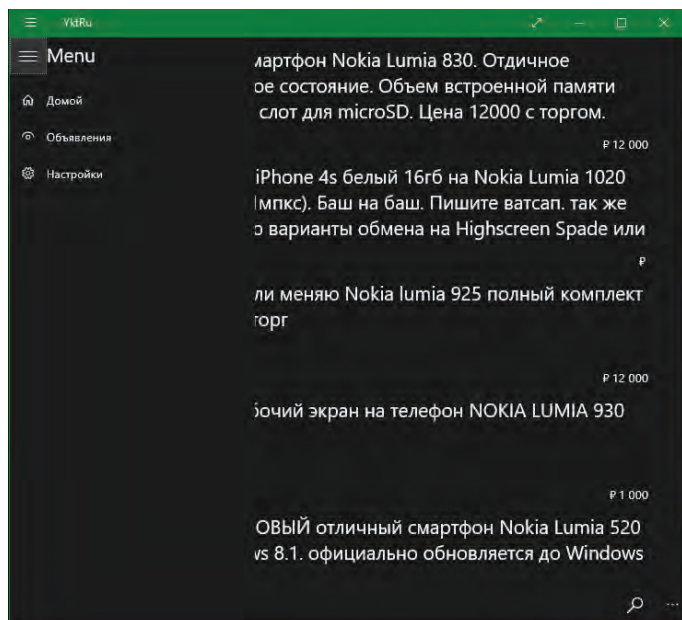 YktRu
Menu
Домой
Объявления
Настройки
мартфон Nokia Lumia 830. Отдичное
ое состояние. Объем встроенной памяти
слот для microSD. Цена 12000 с торгом.
₽ 12 000
iPhone 4s белый 16гб на Nokia Lumia 1020
мпкс). Баш на баш. Пишите ватсап. так же
о варианты обмена на Highscreen Spade или
₽
ли меняю Nokia lumia 925 полный комплект
торг
₽ 12 000
бочий экран на телефон NOKIA LUMIA 930
₽ 1 000
ОВЫЙ отличный смартфон Nokia Lumia 520
vs 8.1. официально обновляется до Windows